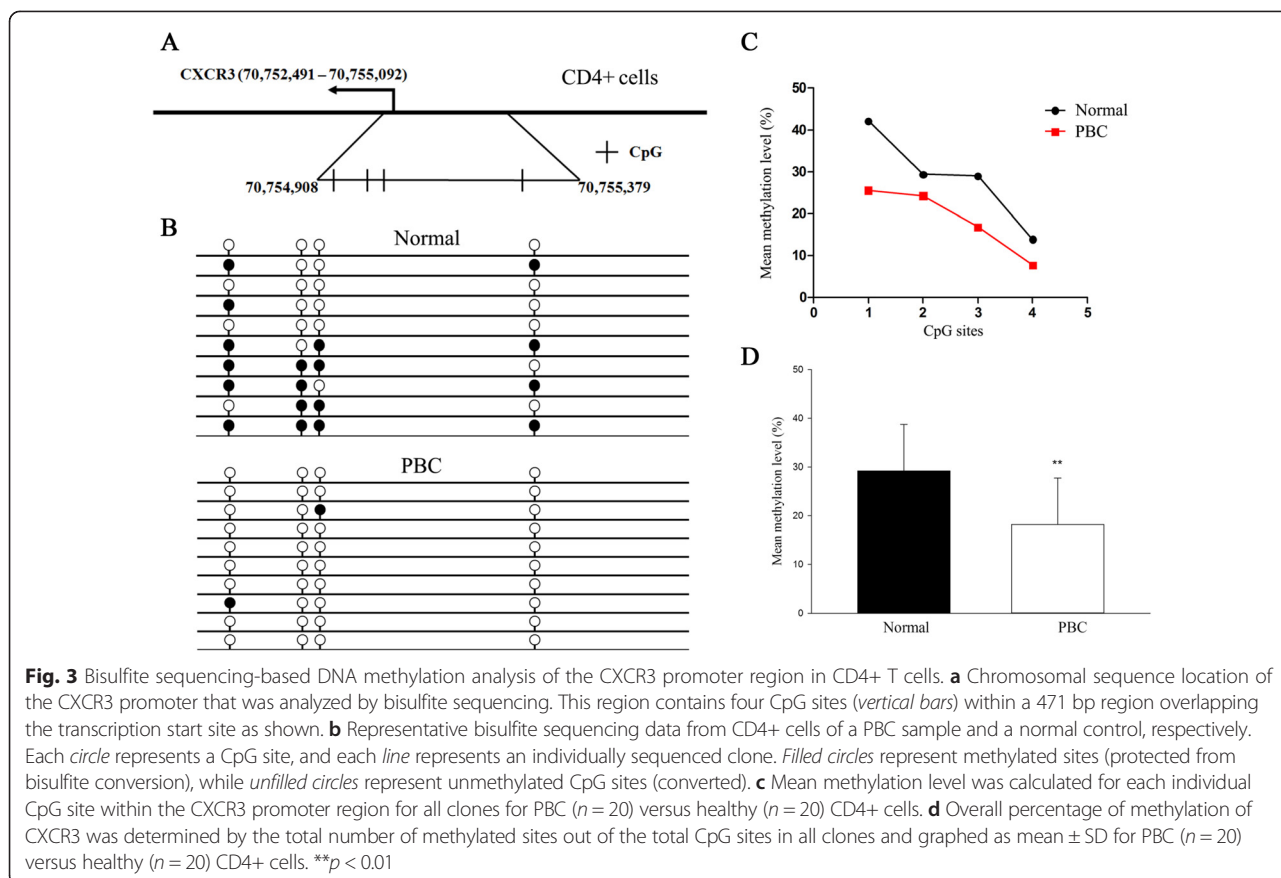 A
CXCR3 (70,752,491 – 70,755,092)
CD4+ cells
CpG
70,754,908
70,755,379
B
Normal
PBC
C
Mean methylation level (%)
50
40
30
20
10
0
0
1
2
3
4
5
CpG sites
Normal
PBC
D
Mean methylation level (%)
50
40
30
20
10
0
**
Normal
PBC
Fig. 3 Bisulfite sequencing-based DNA methylation analysis of the CXCR3 promoter region in CD4+ T cells. a Chromosomal sequence location of
the CXCR3 promoter that was analyzed by bisulfite sequencing. This region contains four CpG sites (vertical bars) within a 471 bp region overlapping
the transcription start site as shown. b Representative bisulfite sequencing data from CD4+ cells of a PBC sample and a normal control, respectively.
Each circle represents a CpG site, and each line represents an individually sequenced clone. Filled circles represent methylated sites (protected from
bisulfite conversion), while unfilled circles represent unmethylated CpG sites (converted). c Mean methylation level was calculated for each individual
CpG site within the CXCR3 promoter region for all clones for PBC (n = 20) versus healthy (n = 20) CD4+ cells. d Overall percentage of methylation of
CXCR3 was determined by the total number of methylated sites out of the total CpG sites in all clones and graphed as mean ± SD for PBC (n = 20)
versus healthy (n = 20) CD4+ cells. **p < 0.01